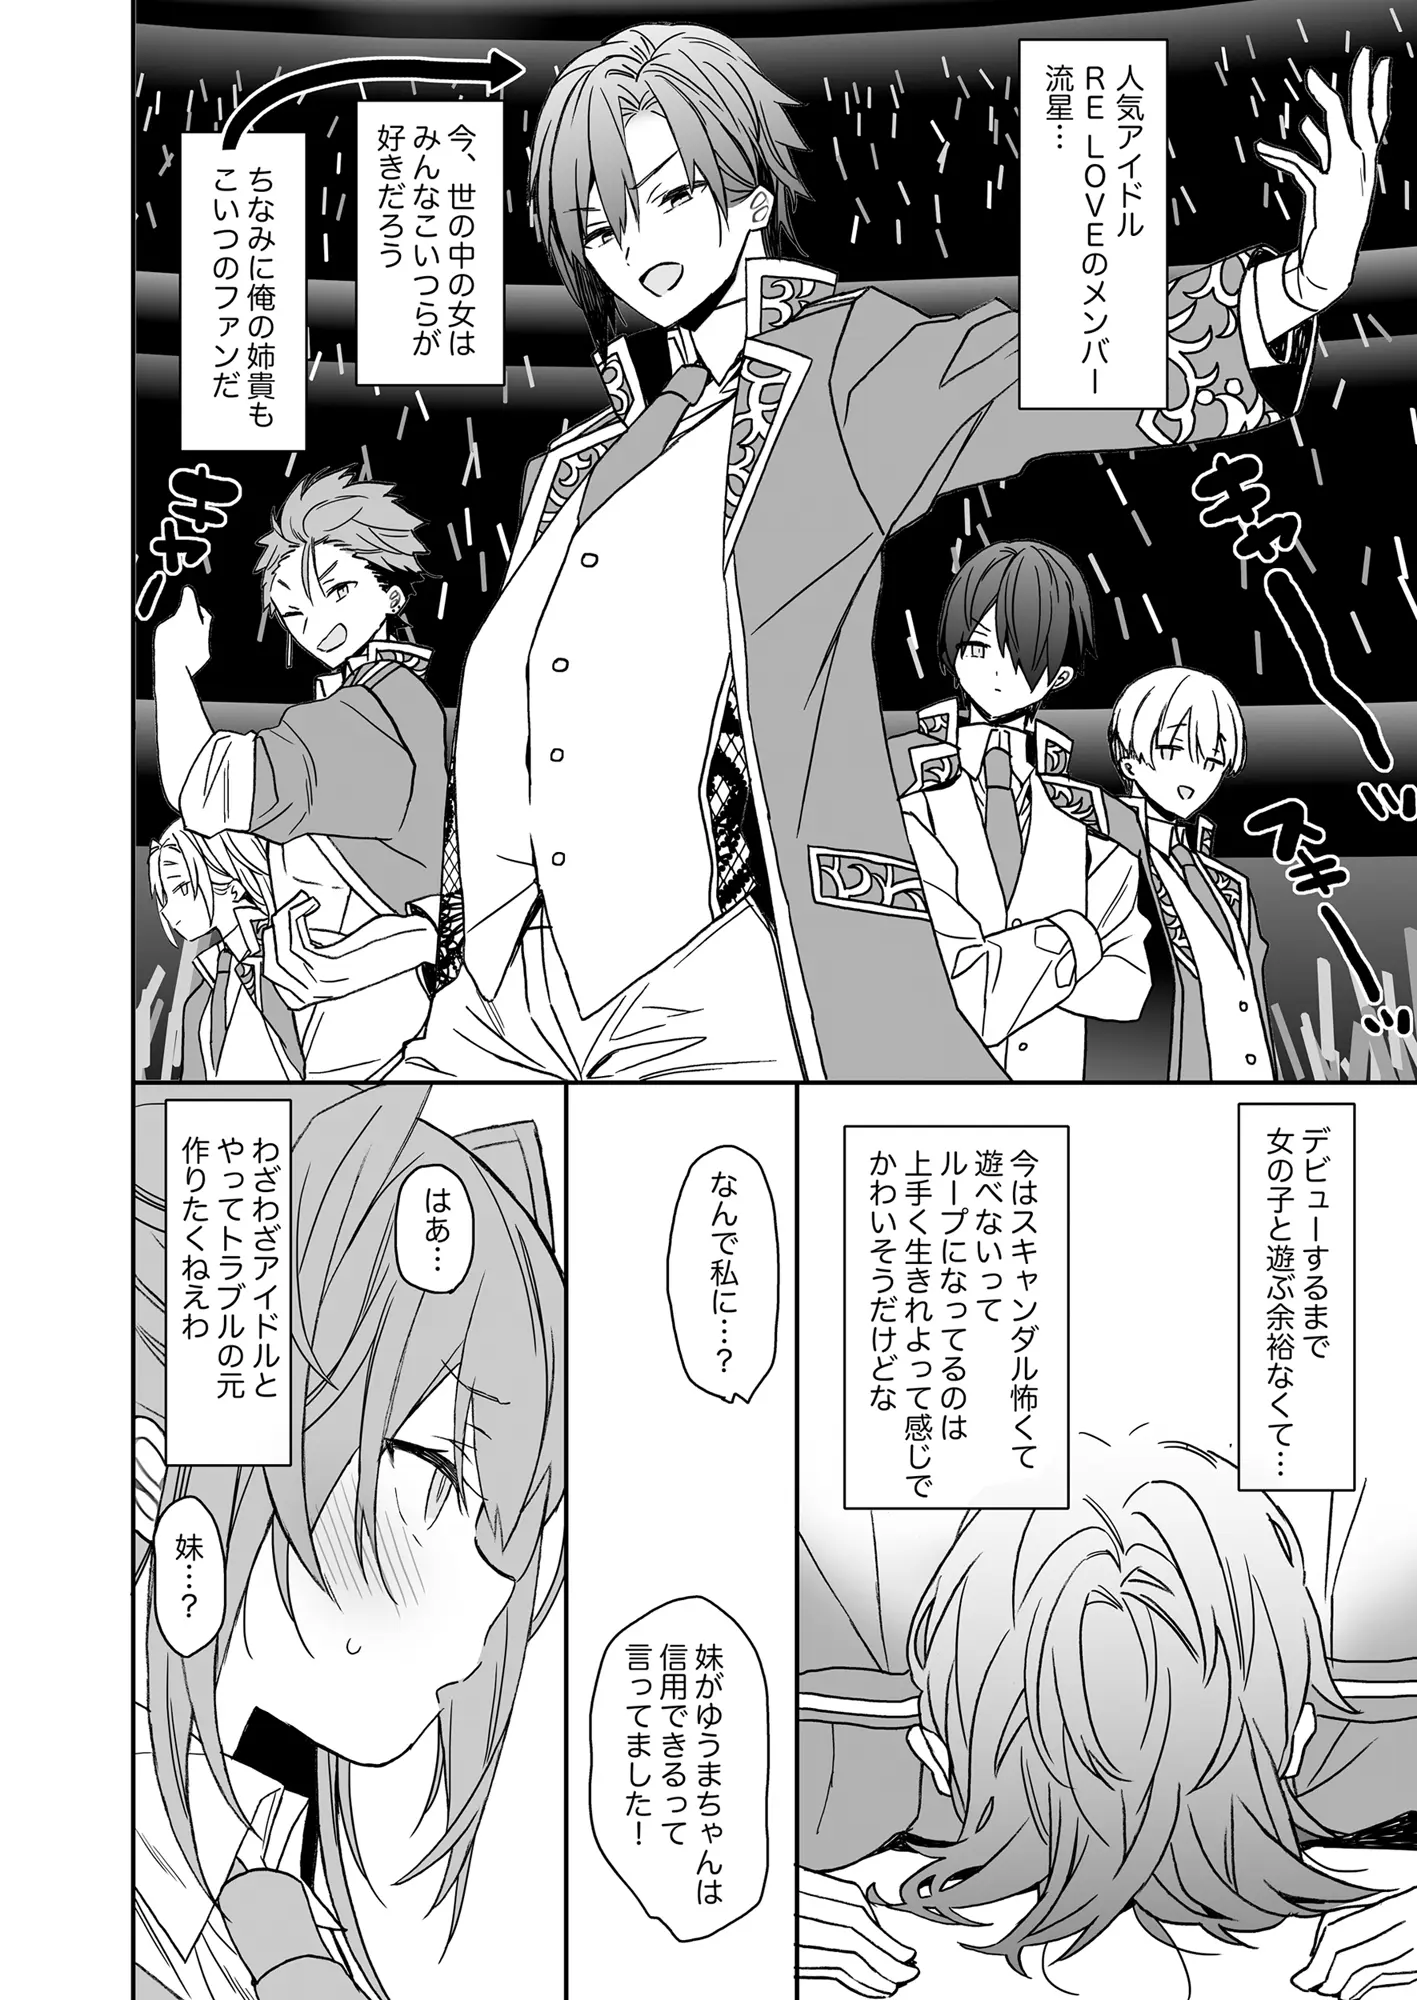 人気アイドル
RE LOVEのメンバー
流星…
今、世の中の女は
みんなこいつらが
好きだろう
ちなみに俺の姉貴も
こいつのファンだ
キャーッ
キャー
スキーッ
デビューするまで
女の子と遊ぶ余裕なくて…
今はスキャンダル怖くて
遊べないって
ループになってるのは
上手く生きれよって感じで
かわいそうだけどな
なんで私に…?
妹がゆうまちゃんは
信用できるって
言ってました!
はあ…
わざわざアイドルと
やってトラブルの元
作りたくねえわ
妹…?